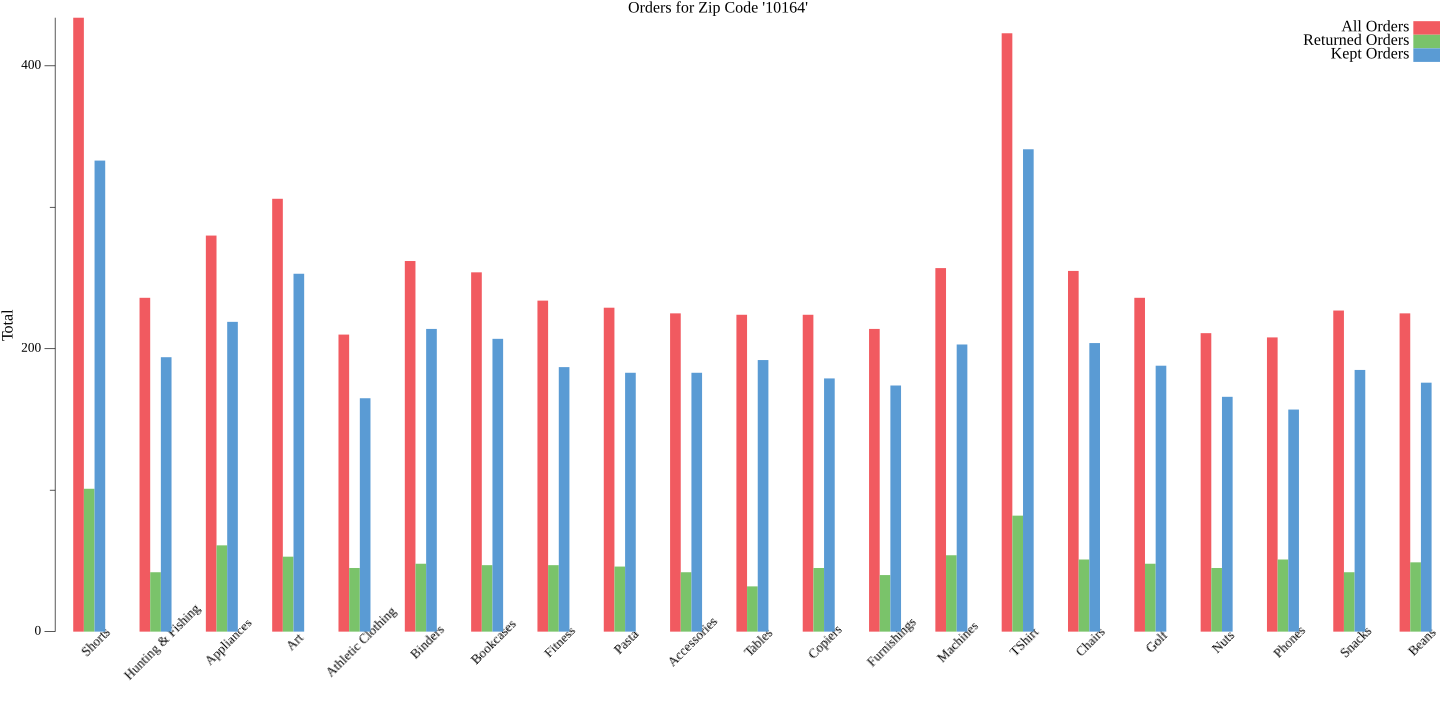 Orders for Zip Code '10164'
All Orders
Returned Orders
Kept Orders
400
200
0
Total
Shorts
Hunting & Fishing
Appliances
Art
Athletic Clothing
Binders
Bookcases
Fitness
Pasta
Accessories
Tables
Copiers
Furnishings
Machines
TShirt
Chairs
Golf
Nuts
Phones
Snacks
Beans